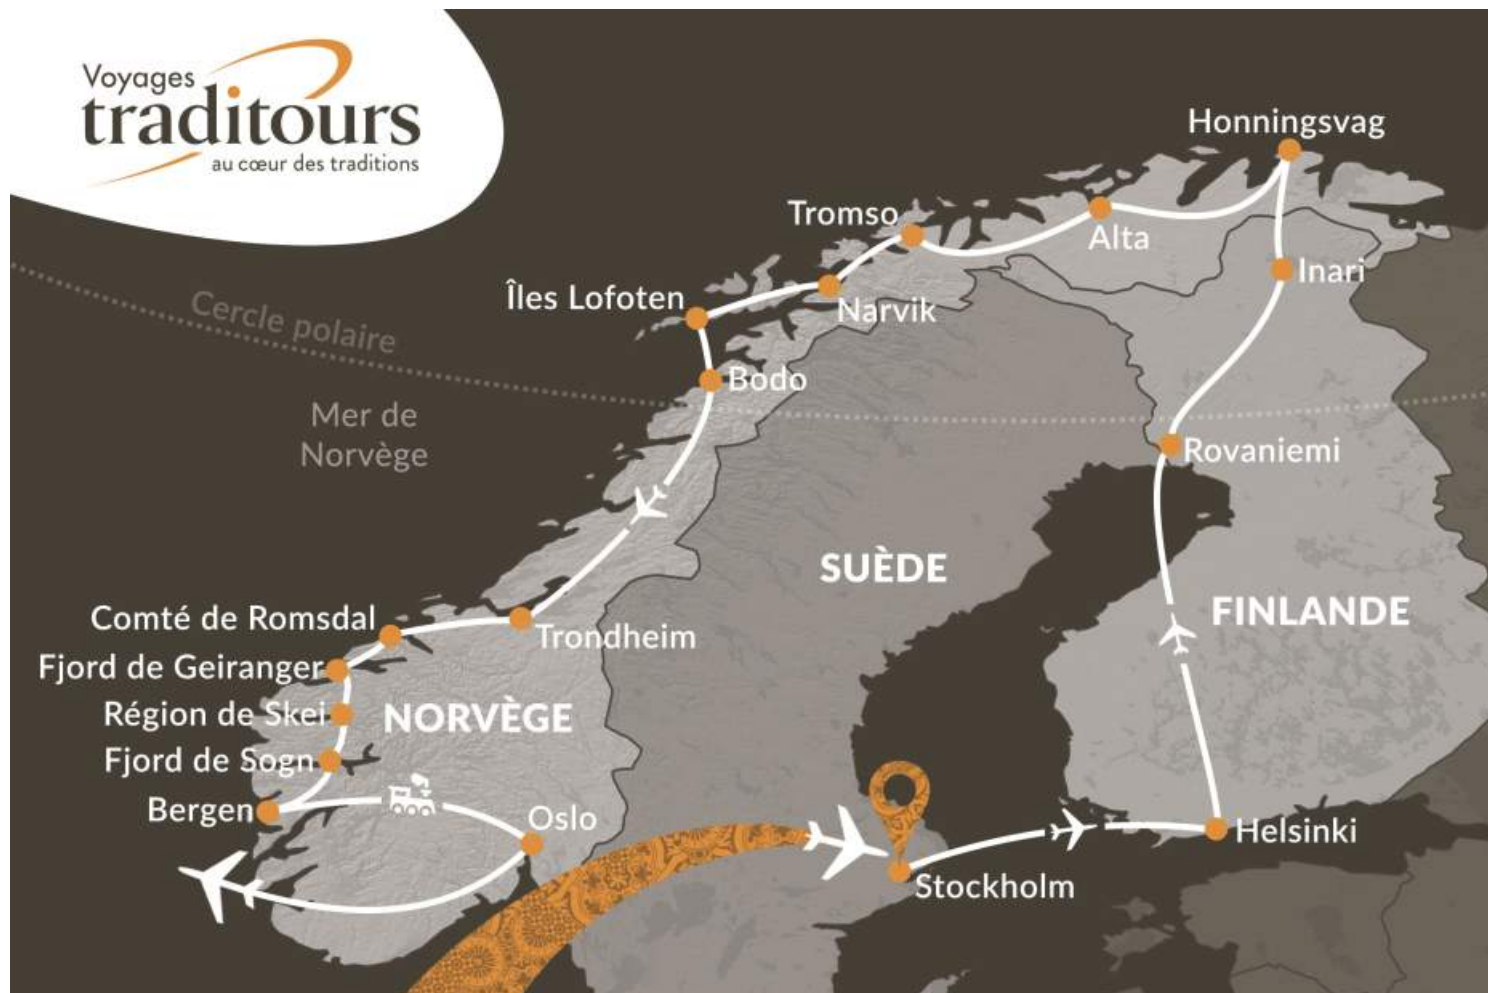 Voyages
traditours
au cœur des traditions
Honningsvag
Tromso
Alta
Inari
Îles Lofoten
Narvik
Cercle polaire
Bodo
Mer de
Norvège
Rovaniemi
SUÈDE
FINLANDE
Comté de Romsdal
Trondheim
Fjord de Geiranger
Région de Skei
NORVÈGE
Fjord de Sogn
Bergen
Oslo
Helsinki
Stockholm